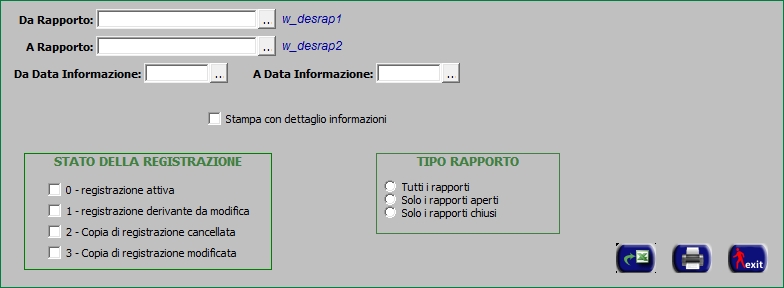 Da Rapporto: .. w_desrap1
A Rapporto: .. w_desrap2
Da Data Informazione: .. A Data Informazione: ..
Stampa con dettaglio informazioni
STATO DELLA REGISTRAZIONE
0 - registrazione attiva
1 - registrazione derivante da modifica
2 - Copia di registrazione cancellata
3 - Copia di registrazione modificata
TIPO RAPPORTO
Tutti i rapporti
Solo i rapporti aperti
Solo i rapporti chiusi
exit